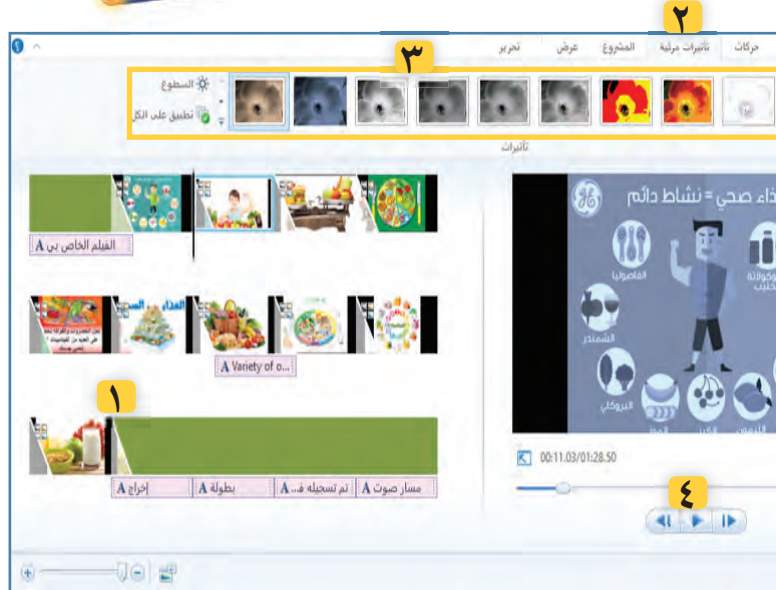 ٢
حركات تأثيرات مرئية المشروع عرض تحرير
٣
السطوع
تطبيق على الكل
تأثيرات
ذاء صحي = نشاط دائم
الفاصوليا
الشمندر
البروكلي
الموز
الكرز
الليمون
الفيلم الخاص بي A
A Variety of o...
١
إخراج A
بطولة A
تم تسجيله ف... A
مسار صوت A
00:11.03/01:28.50
٤